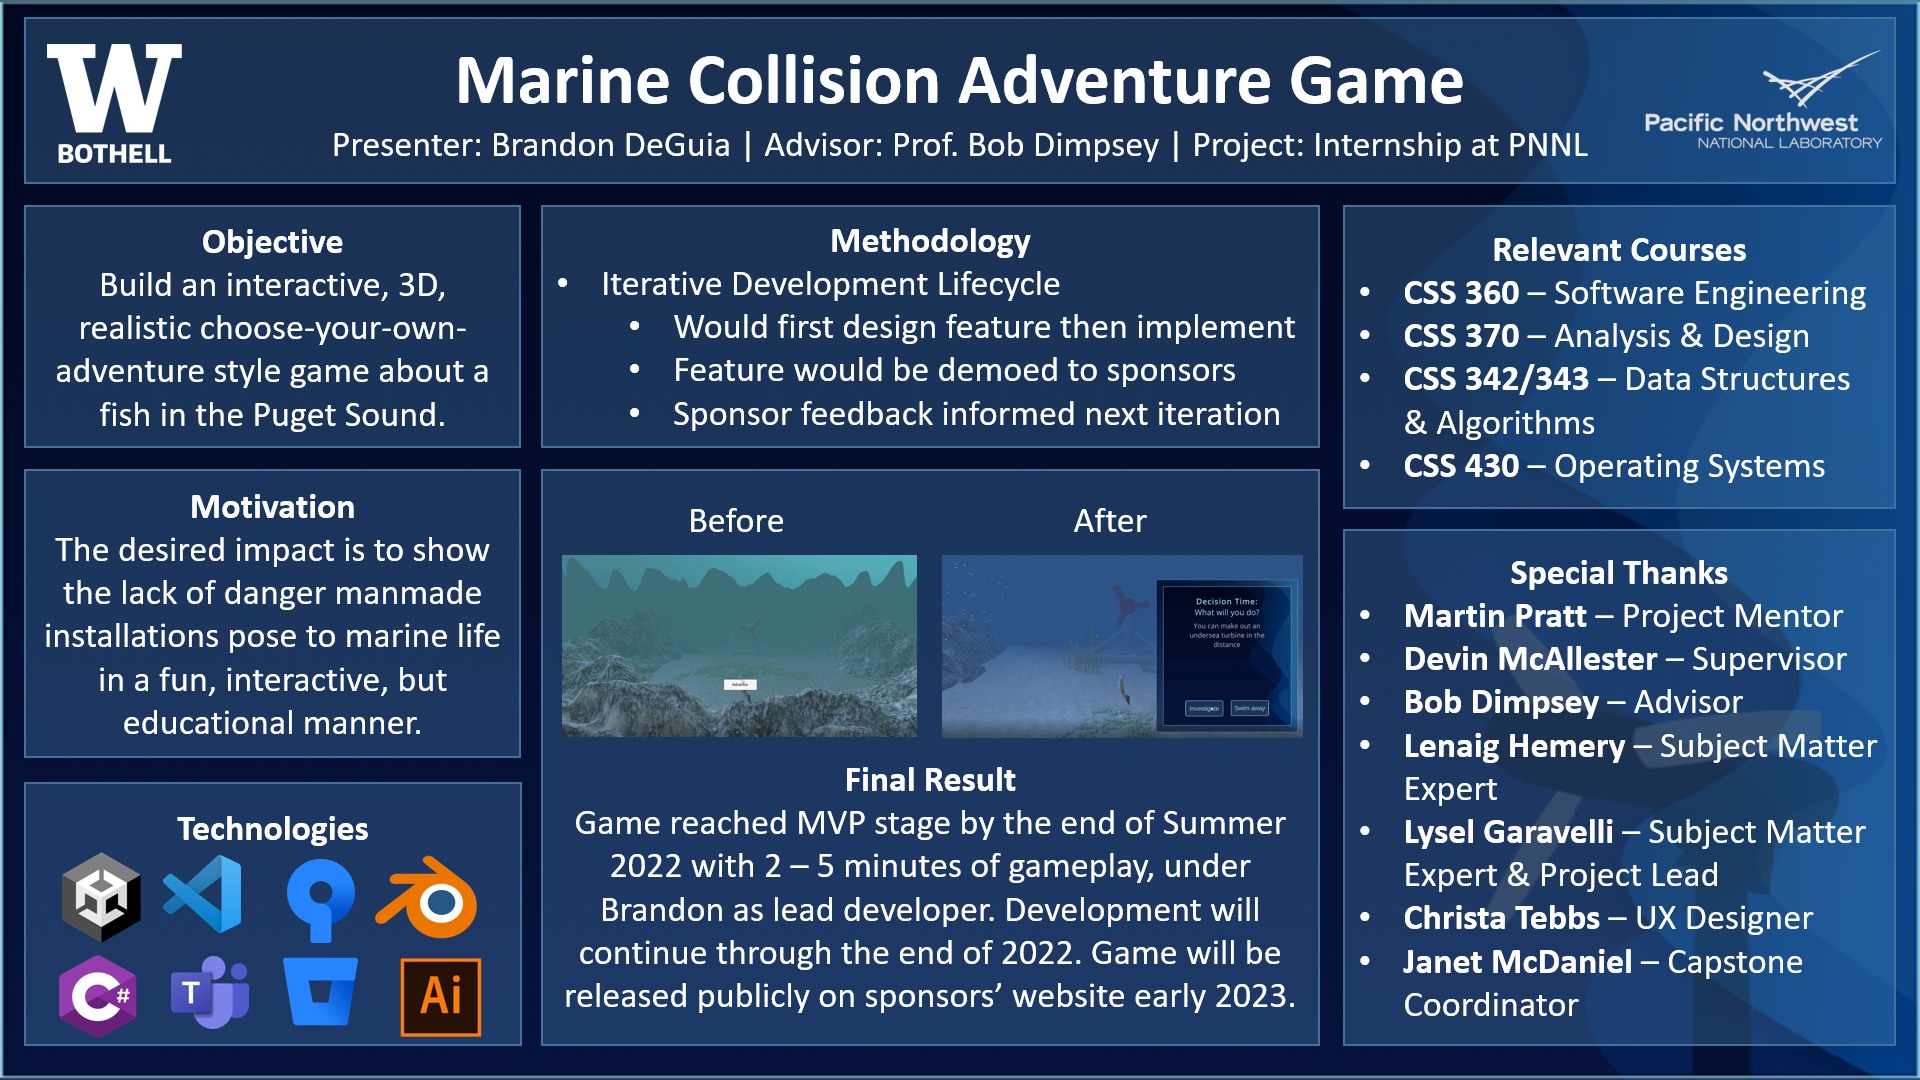 W
BOTHELL
Marine Collision Adventure Game
Presenter: Brandon DeGuia | Advisor: Prof. Bob Dimpsey | Project: Internship at PNNL
Pacific Northwest
NATIONAL LABORATORY
Objective
Build an interactive, 3D,
realistic choose-your-own-
adventure style game about a
fish in the Puget Sound.
Motivation
The desired impact is to show
the lack of danger manmade
installations pose to marine life
in a fun, interactive, but
educational manner.
Technologies
C#
T
Ai
Methodology
• Iterative Development Lifecycle
• Would first design feature then implement
• Feature would be demoed to sponsors
• Sponsor feedback informed next iteration
Before
After
Advance
Decision Time:
What will you do?
You can make out an
undersea turbine in the
distance
Investigate
Swim away
Final Result
Game reached MVP stage by the end of Summer
2022 with 2 – 5 minutes of gameplay, under
Brandon as lead developer. Development will
continue through the end of 2022. Game will be
released publicly on sponsors’ website early 2023.
Relevant Courses
• CSS 360 – Software Engineering
• CSS 370 – Analysis & Design
• CSS 342/343 – Data Structures
& Algorithms
• CSS 430 – Operating Systems
Special Thanks
• Martin Pratt – Project Mentor
• Devin McAllester – Supervisor
• Bob Dimpsey – Advisor
• Lenaig Hemery – Subject Matter
Expert
• Lysel Garavelli – Subject Matter
Expert & Project Lead
• Christa Tebbs – UX Designer
• Janet McDaniel – Capstone
Coordinator